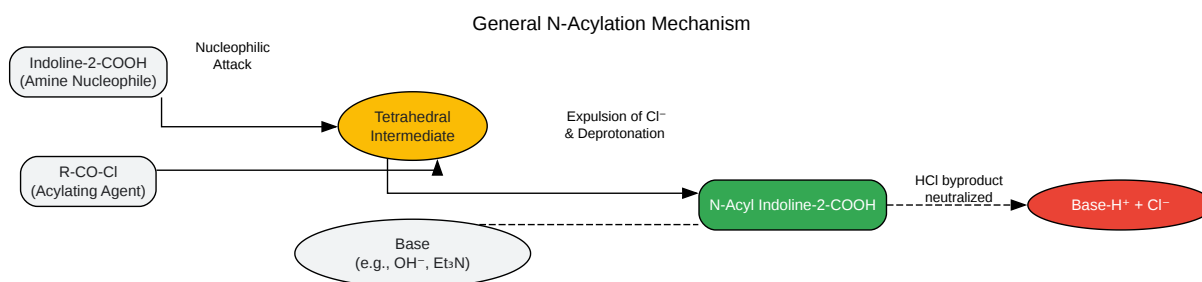 General N-Acylation Mechanism
Indoline-2-COOH
(Amine Nucleophile)
Nucleophilic
Attack
Tetrahedral
Intermediate
Expulsion of Cl⁻
& Deprotonation
R-CO-Cl
(Acylating Agent)
N-Acyl Indoline-2-COOH
HCl byproduct
neutralized
Base-H⁺ + Cl⁻
Base
(e.g., OH⁻, Et₃N)